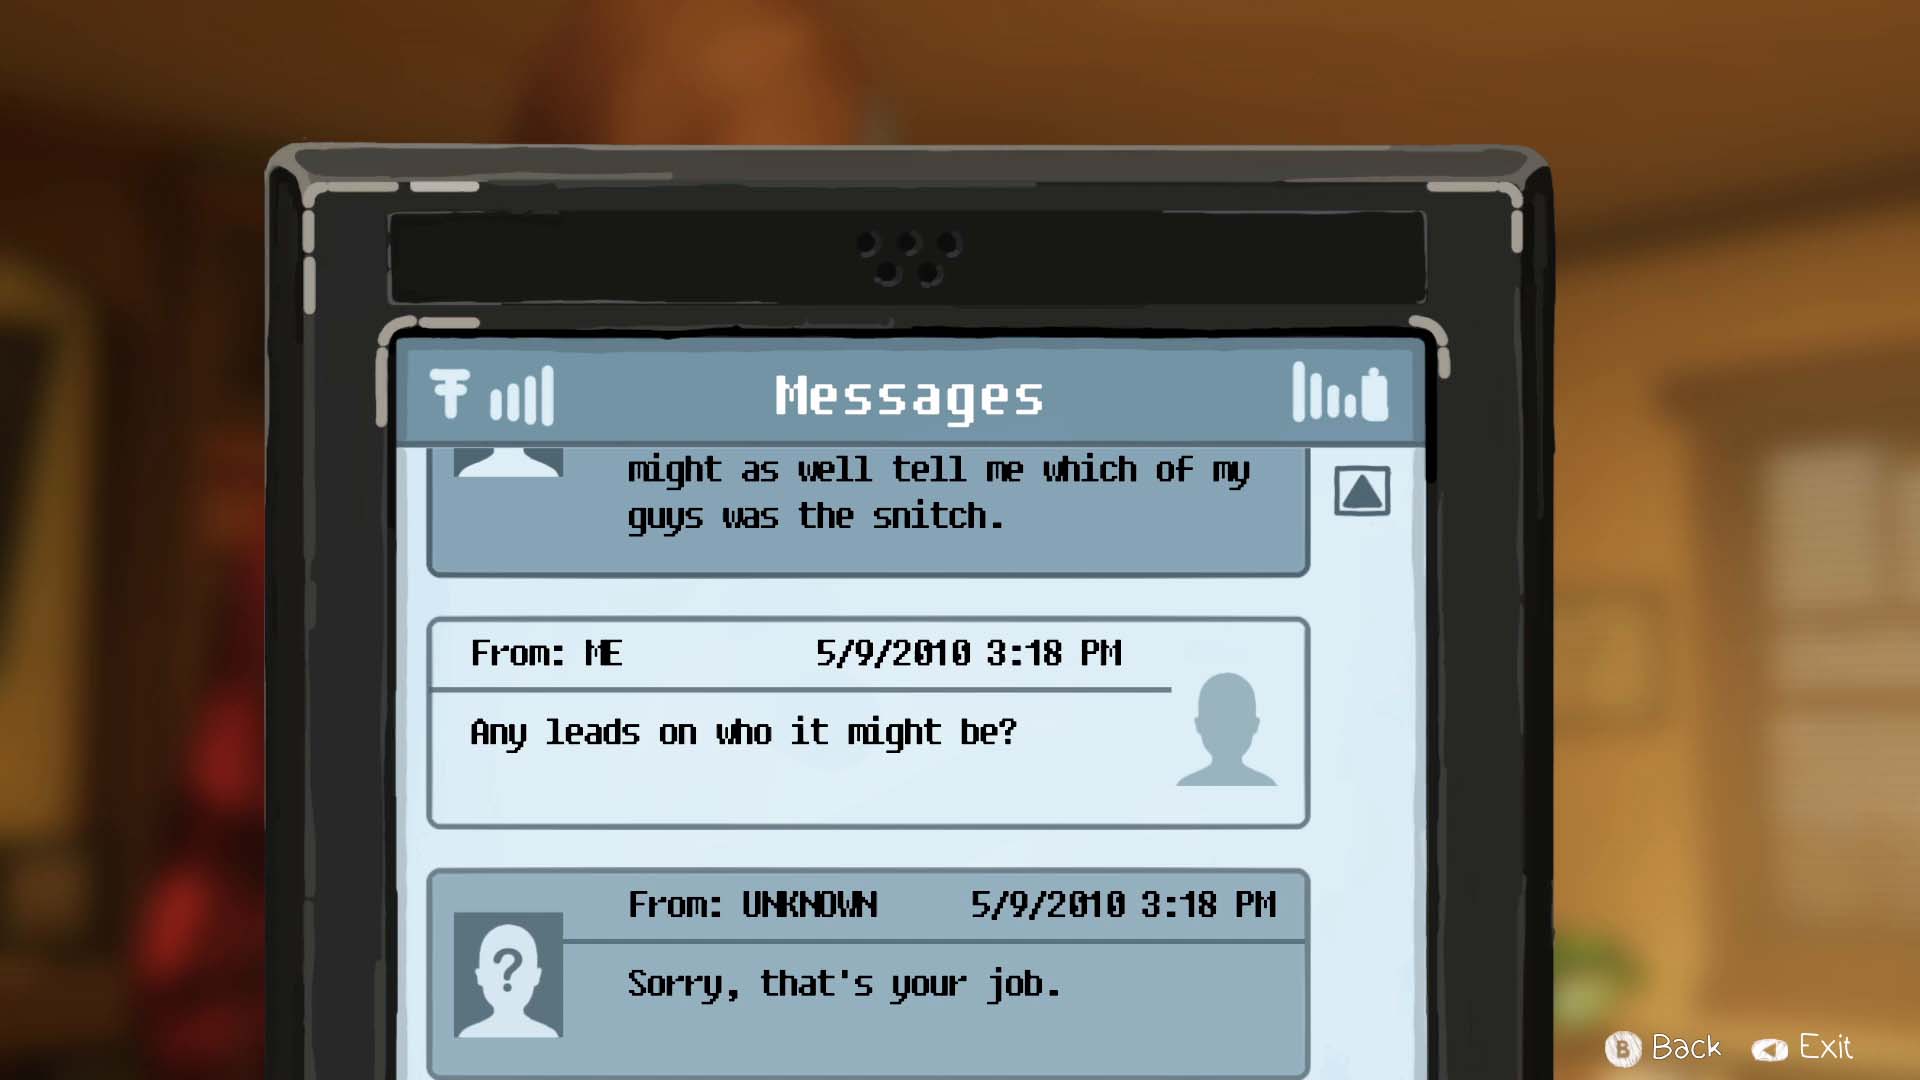 Messages
might as well tell me which of my
guys was the snitch.
From: ME 5/9/2010 3:18 PM
Any leads on who it might be?
From: UNKNOWN 5/9/2010 3:18 PM
?
Sorry, that's your job.
B Back Exit